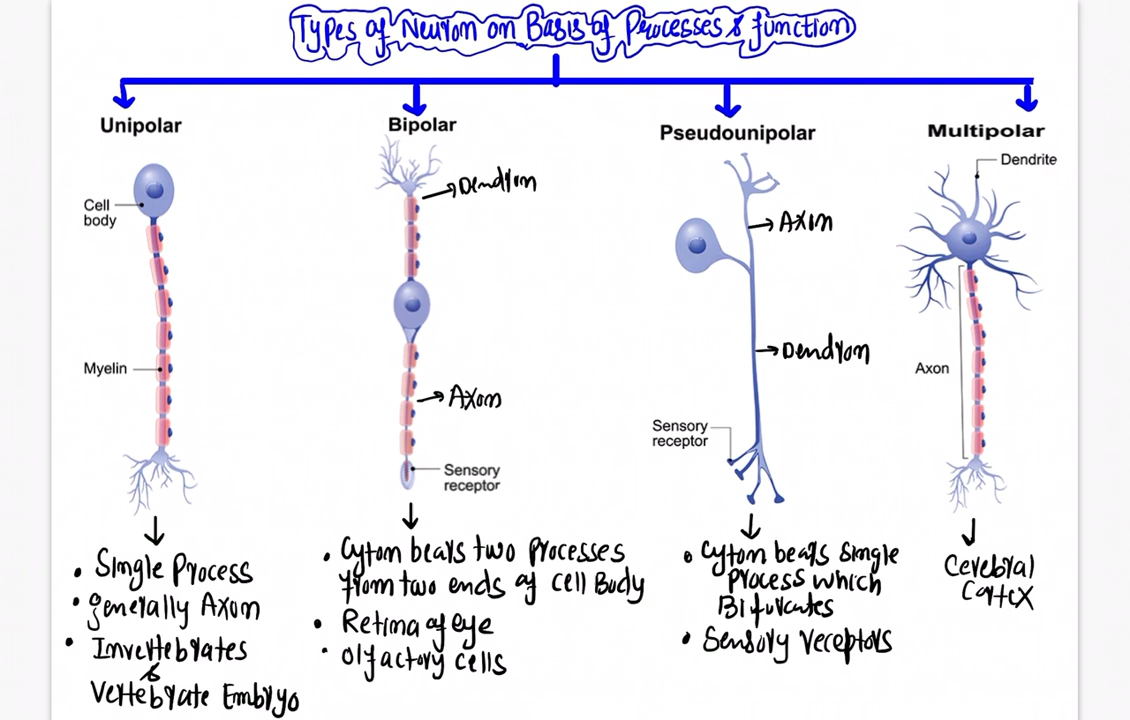 Types of Neuron on Basis of Processes & function
Unipolar
Bipolar
Pseudounipolar
Multipolar
Cell
body
Myelin
Dendron
Axon
Sensory
receptor
Axon
Dendron
Sensory
receptor
Dendrite
Axon
• Single Process
• generally Axon
• Invertebrates
&
Vertebrate Embryo
• Cyton bears two processes
from two ends of cell Body
• Retina of eye
• Olfactory cells
• Cyton bears single
Process which
Bifurcates
• Sensory receptors
Cerebral
Cortex